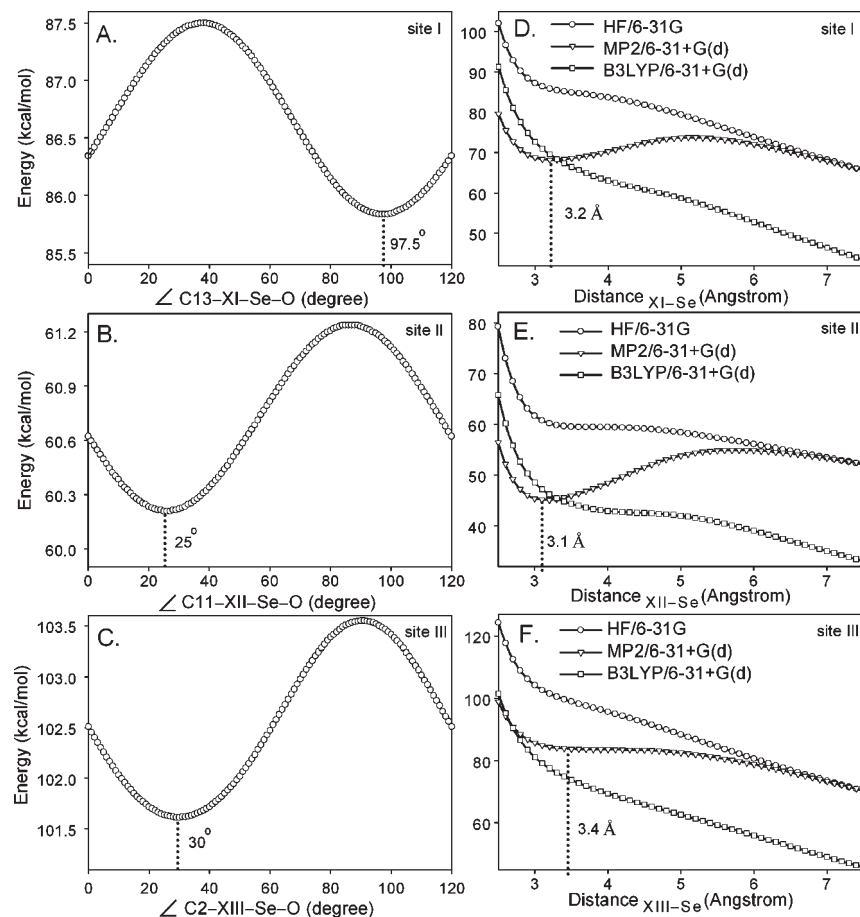 A.
site I
Energy (kcal/mol)
87.5
87.0
86.5
86.0
85.5
97.5°
0 20 40 60 80 100 120
∠ C13–XI–Se–O (degree)
D.
site I
HF/6-31G
MP2/6-31+G(d)
B3LYP/6-31+G(d)
100
90
80
70
60
50
3.2 Å
3 4 5 6 7
Distance XI–Se (Angstrom)
B.
site II
Energy (kcal/mol)
61.2
60.9
60.6
60.3
60.0
25°
0 20 40 60 80 100 120
∠ C11–XII–Se–O (degree)
E.
site II
HF/6-31G
MP2/6-31+G(d)
B3LYP/6-31+G(d)
80
70
60
50
40
3.1 Å
3 4 5 6 7
Distance XII–Se (Angstrom)
C.
site III
Energy (kcal/mol)
103.5
103.0
102.5
102.0
101.5
30°
0 20 40 60 80 100 120
∠ C2–XIII–Se–O (degree)
F.
site III
HF/6-31G
MP2/6-31+G(d)
B3LYP/6-31+G(d)
120
100
80
60
3.4 Å
3 4 5 6 7
Distance XIII–Se (Angstrom)